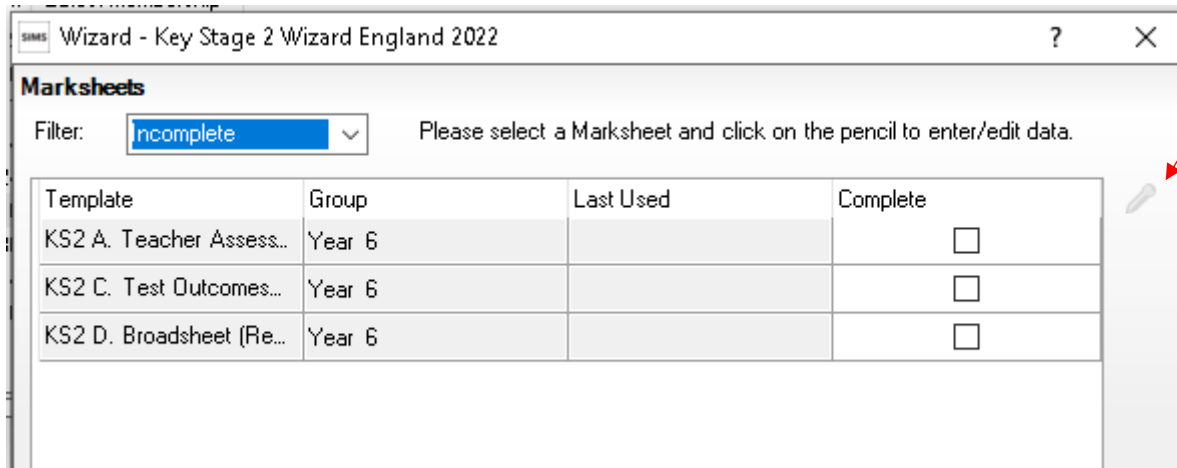 SIMS Wizard - Key Stage 2 Wizard England 2022 ?
Marksheets
Filter: Incomplete Please select a Marksheet and click on the pencil to enter/edit data.
Template Group Last Used Complete
KS2 A. Teacher Assess... Year 6
KS2 C. Test Outcomes... Year 6
KS2 D. Broadsheet (Re... Year 6